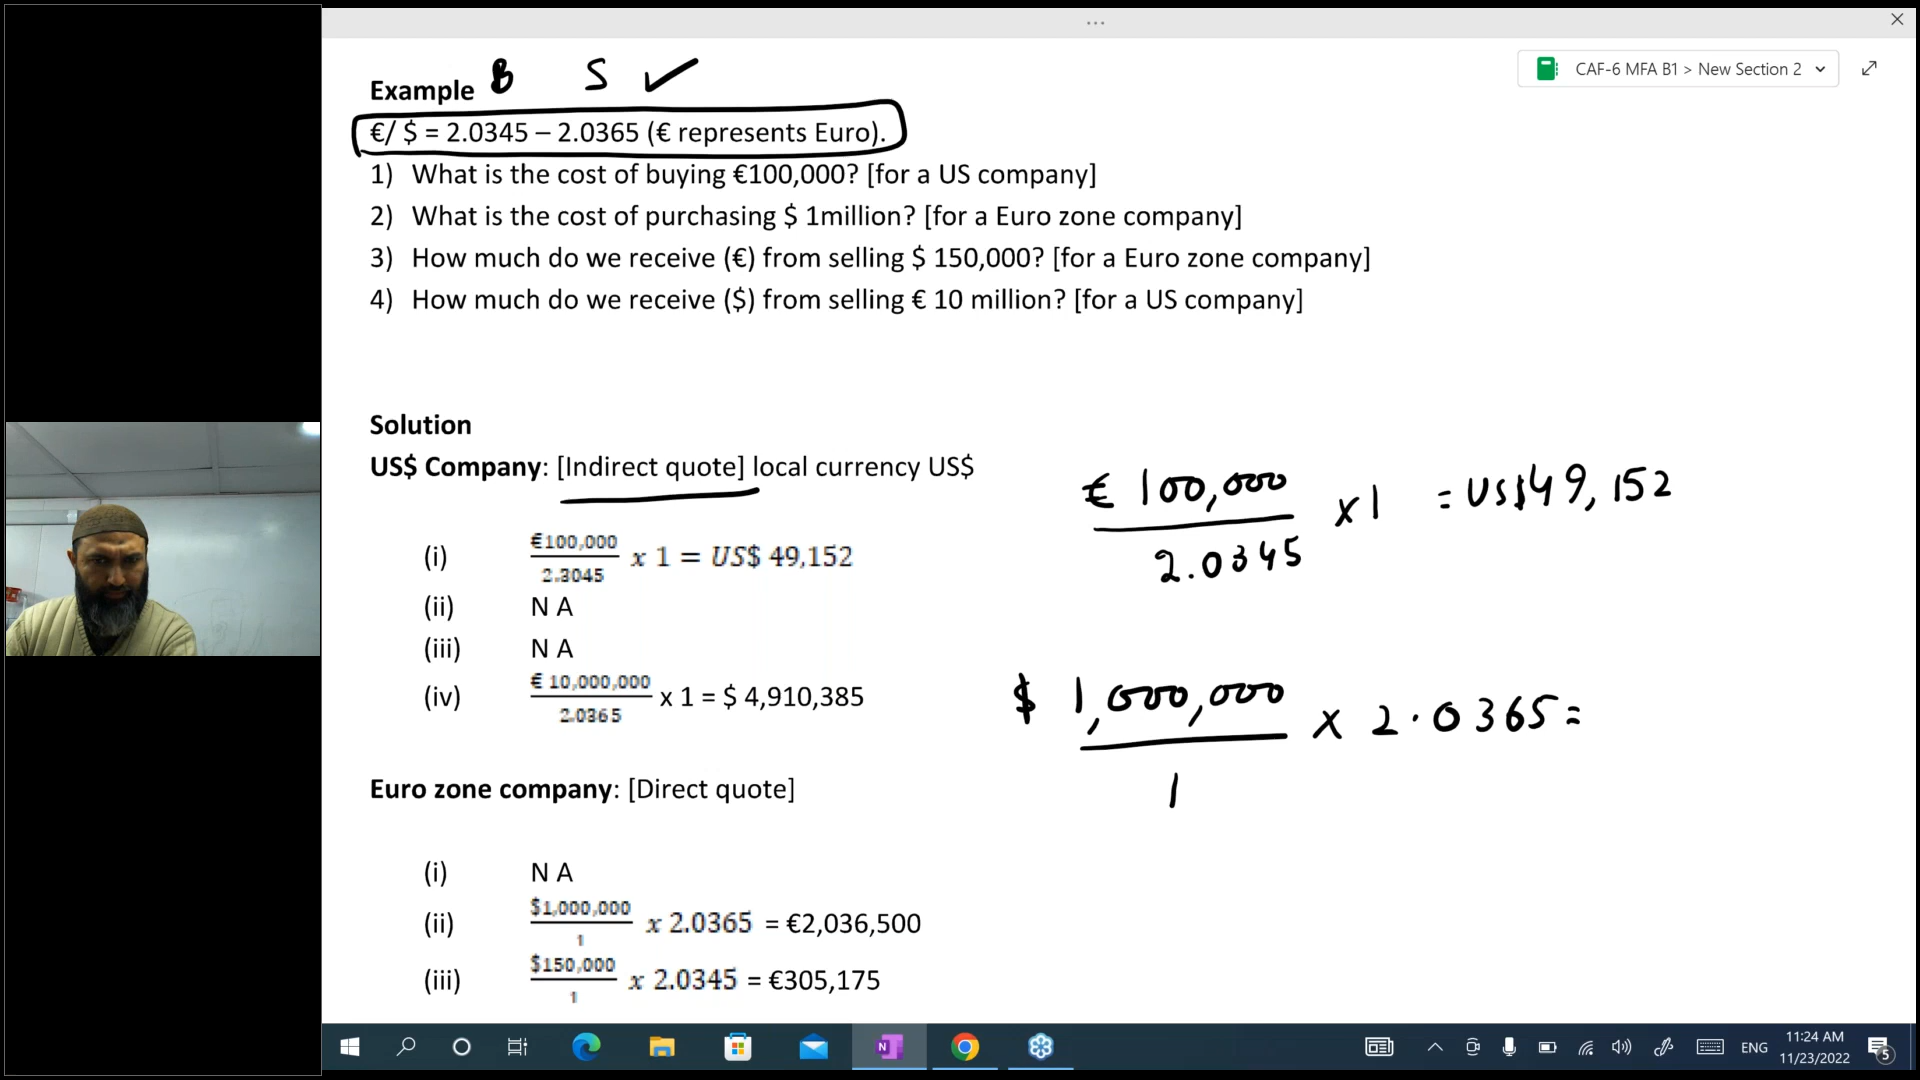 CAF-6 MFA B1 > New Section 2
B S ✓
Example
€/ $ = 2.0345 – 2.0365 (€ represents Euro).
1) What is the cost of buying €100,000? [for a US company]
2) What is the cost of purchasing $ 1million? [for a Euro zone company]
3) How much do we receive (€) from selling $ 150,000? [for a Euro zone company]
4) How much do we receive ($) from selling € 10 million? [for a US company]
Solution
US$ Company: [Indirect quote] local currency US$
(i) €100,000 / 2.3045 x 1 = US$ 49,152
(ii) N A
(iii) N A
(iv) € 10,000,000 / 2.0365 x 1 = $ 4,910,385
Euro zone company: [Direct quote]
(i) N A
(ii) $1,000,000 / 1 x 2.0365 = €2,036,500
(iii) $150,000 / 1 x 2.0345 = €305,175
€ 100,000 / 2.0345 x 1 = US$49,152
$ 1,000,000 / 1 x 2.0365 =
ENG
11:24 AM
11/23/2022
5